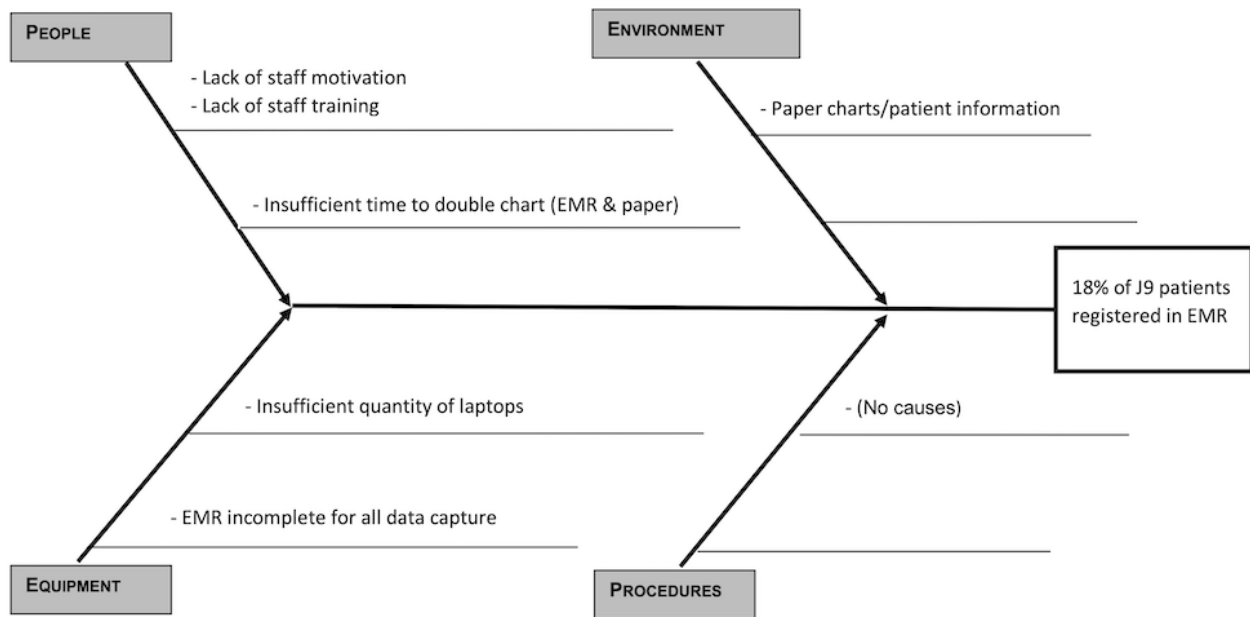 PEOPLE
- Lack of staff motivation
- Lack of staff training
- Insufficient time to double chart (EMR & paper)
ENVIRONMENT
- Paper charts/patient information
18% of J9 patients
registered in EMR
- Insufficient quantity of laptops
- EMR incomplete for all data capture
EQUIPMENT
- (No causes)
PROCEDURES